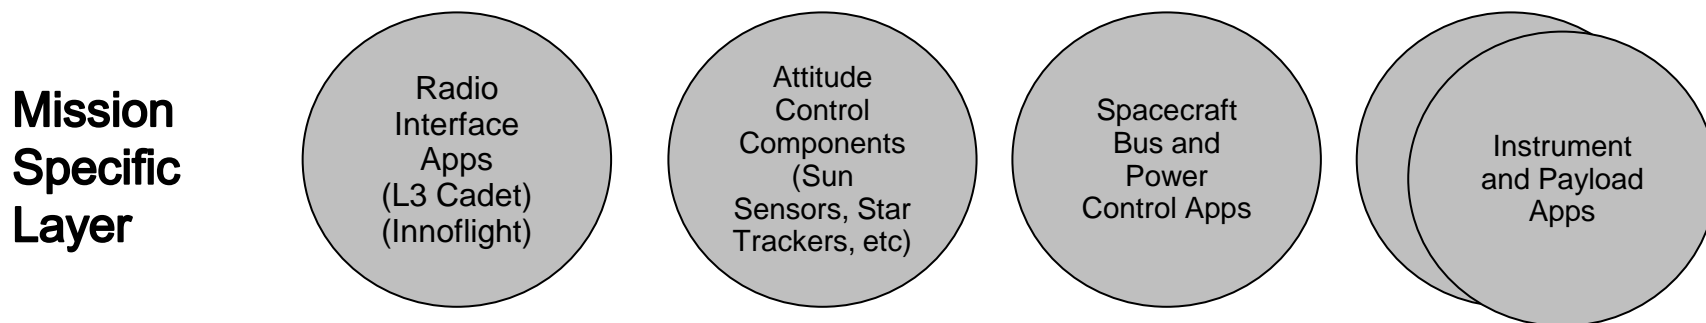 Mission
Specific
Layer
Radio
Interface
Apps
(L3 Cadet)
(Innoflight)
Attitude
Control
Components
(Sun
Sensors, Star
Trackers, etc)
Spacecraft
Bus and
Power
Control Apps
Instrument
and Payload
Apps